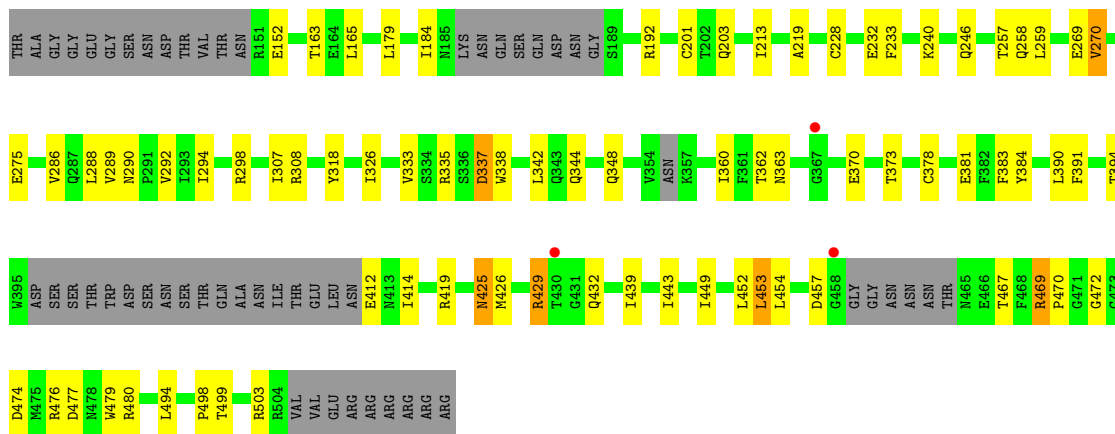 THR ALA GLY GLY GLU GLY SER ASN ASP THR VAL THR ASN R151 E152 T163 E164 L165 L179 I184 N185 LYS ASN GLN SER GLN ASP ASN GLY S189 R192 C201 T202 Q203 I213 A219 C228 E232 F233 K240 Q246 T257 Q258 L259 E269 V270
E275 V286 Q287 L288 V289 N290 P291 V292 I293 I294 R298 I307 R308 Y318 I326 V333 S334 R335 S336 D337 W338 L342 Q343 Q344 Q348 V354 ASN K357 I360 F361 T362 N363 G367 E370 T373 C378 E381 F382 F383 Y384 L390 F391 T394
W395 ASP SER SER THR TRP ASP SER ASN SER THR GLN ALA ASN ILE THR GLU LEU ASN E412 N413 I414 R419 N425 M426 R429 T430 G431 Q432 I439 I443 I449 L452 L453 L454 D457 G458 GLY GLY ASN ASN ASN THR N465 E466 T467 F468 R469 P470 G471 G472
D474 M475 R476 D477 N478 W479 R480 L494 P498 T499 R503 R504 VAL VAL GLU ARG ARG ARG ARG ARG ARG